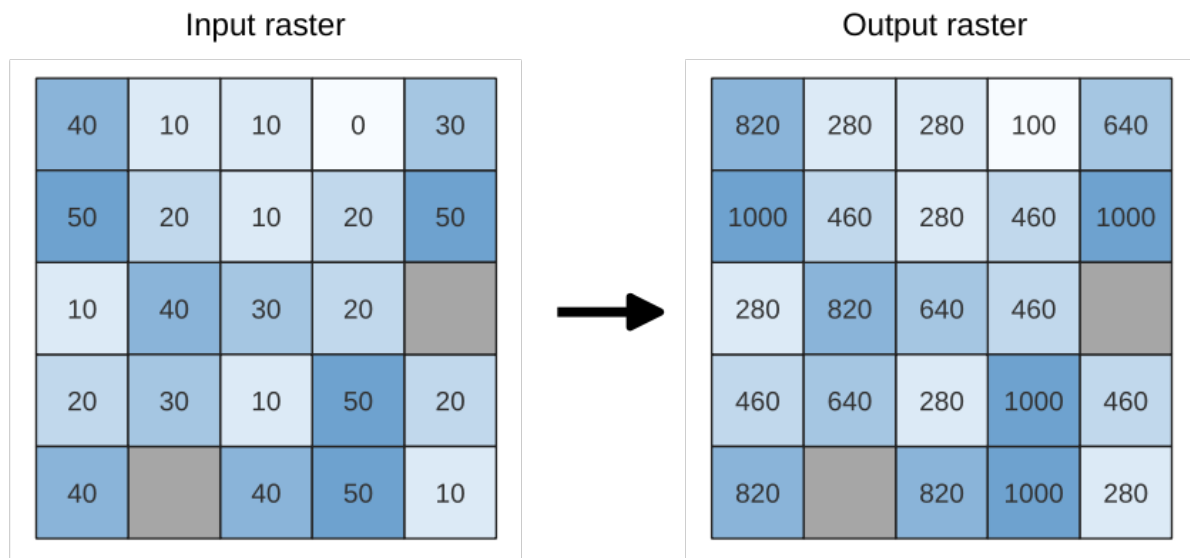 Input raster
Output raster
40 10 10 0 30
820 280 280 100 640
50 20 10 20 50
1000 460 280 460 1000
10 40 30 20
280 820 640 460
20 30 10 50 20
460 640 280 1000 460
40 40 50 10
820 820 1000 280